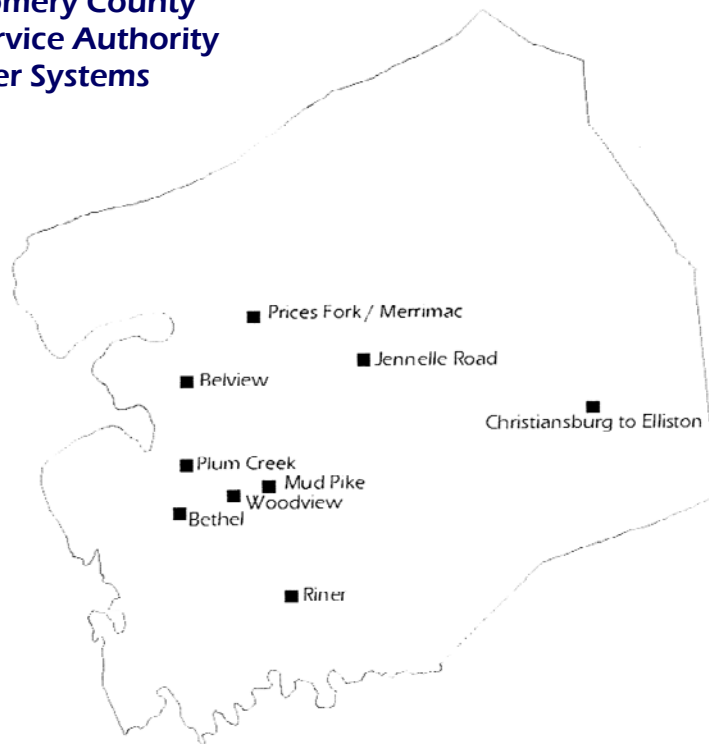 omery County
rvice Authority
er Systems
Prices Fork / Merrimac
Jennelle Road
Belview
Christiansburg to Elliston
Plum Creek
Mud Pike
Woodview
Bethel
Riner